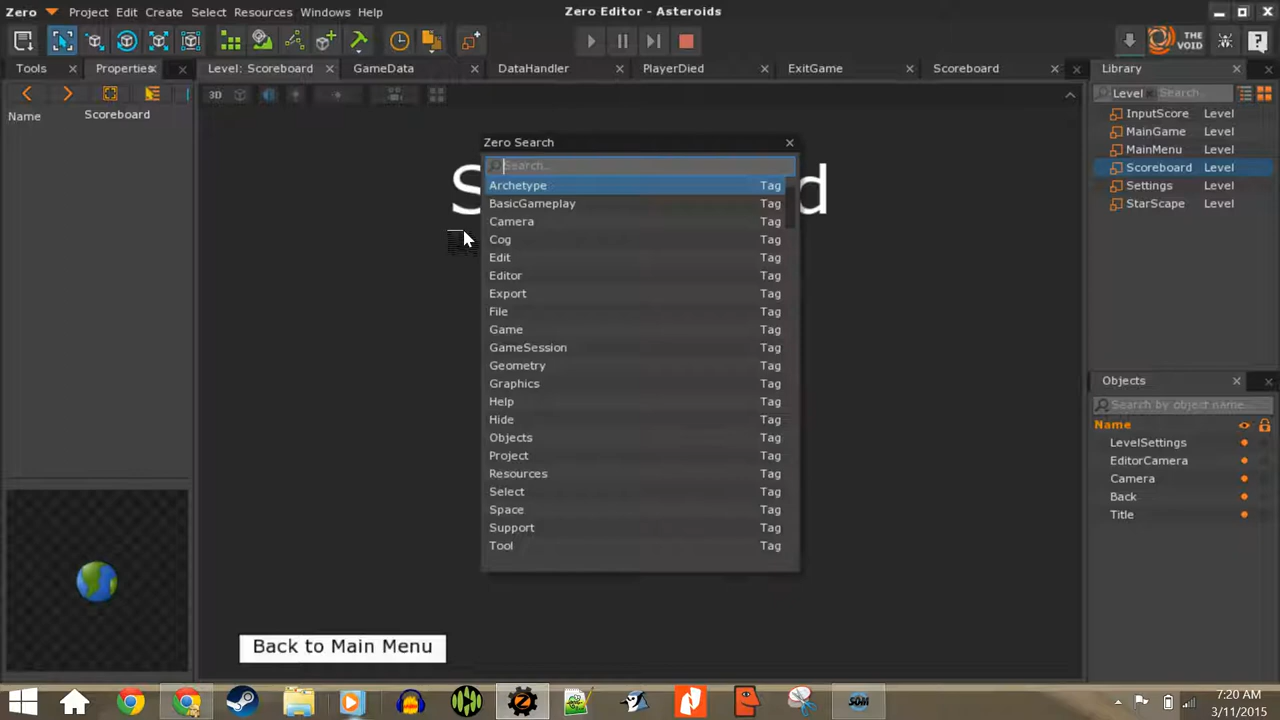 Zero Project Edit Create Select Resources Windows Help Zero Editor - Asteroids
THE VOID
Tools Properties Level: Scoreboard GameData DataHandler PlayerDied ExitGame Scoreboard Library
3D
Level Search...
Name Scoreboard
InputScore Level
MainGame Level
MainMenu Level
Scoreboard Level
Settings Level
StarScape Level
S d
Zero Search
Search...
Archetype Tag
BasicGameplay Tag
Camera Tag
Cog Tag
Edit Tag
Editor Tag
Export Tag
File Tag
Game Tag
GameSession Tag
Geometry Tag
Graphics Tag
Help Tag
Hide Tag
Objects Tag
Project Tag
Resources Tag
Select Tag
Space Tag
Support Tag
Tool Tag
Objects
Search by object name...
Name
LevelSettings
EditorCamera
Camera
Back
Title
Back to Main Menu
SOM
7:20 AM
3/11/2015